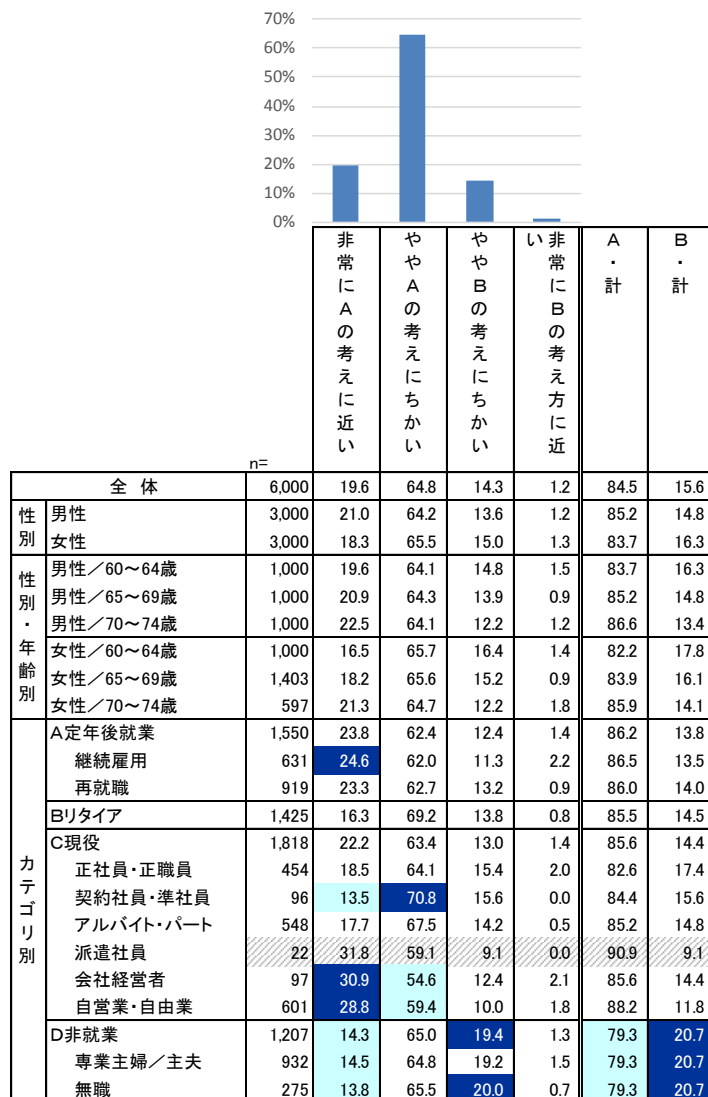 70%
60%
50%
40%
30%
20%
10%
0%
n= 非常にAの考えに近い ややAの考えにちかい ややBの考えにちかい 非常にBの考え方に近い A・計 B・計
全 体 6,000 19.6 64.8 14.3 1.2 84.5 15.6
性別
男性 3,000 21.0 64.2 13.6 1.2 85.2 14.8
女性 3,000 18.3 65.5 15.0 1.3 83.7 16.3
性別・年齢別
男性／60～64歳 1,000 19.6 64.1 14.8 1.5 83.7 16.3
男性／65～69歳 1,000 20.9 64.3 13.9 0.9 85.2 14.8
男性／70～74歳 1,000 22.5 64.1 12.2 1.2 86.6 13.4
女性／60～64歳 1,000 16.5 65.7 16.4 1.4 82.2 17.8
女性／65～69歳 1,403 18.2 65.6 15.2 0.9 83.9 16.1
女性／70～74歳 597 21.3 64.7 12.2 1.8 85.9 14.1
カテゴリ別
A定年後就業 1,550 23.8 62.4 12.4 1.4 86.2 13.8
継続雇用 631 24.6 62.0 11.3 2.2 86.5 13.5
再就職 919 23.3 62.7 13.2 0.9 86.0 14.0
Bリタイア 1,425 16.3 69.2 13.8 0.8 85.5 14.5
C現役 1,818 22.2 63.4 13.0 1.4 85.6 14.4
正社員・正職員 454 18.5 64.1 15.4 2.0 82.6 17.4
契約社員・準社員 96 13.5 70.8 15.6 0.0 84.4 15.6
アルバイト・パート 548 17.7 67.5 14.2 0.5 85.2 14.8
派遣社員 22 31.8 59.1 9.1 0.0 90.9 9.1
会社経営者 97 30.9 54.6 12.4 2.1 85.6 14.4
自営業・自由業 601 28.8 59.4 10.0 1.8 88.2 11.8
D非就業 1,207 14.3 65.0 19.4 1.3 79.3 20.7
専業主婦／主夫 932 14.5 64.8 19.2 1.5 79.3 20.7
無職 275 13.8 65.5 20.0 0.7 79.3 20.7